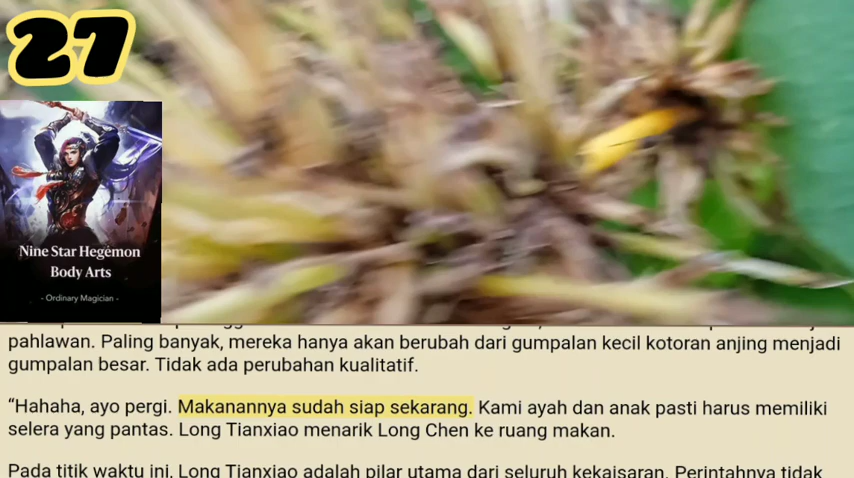 27
Nine Star Hegemon
Body Arts
- Ordinary Magician -
pahlawan. Paling banyak, mereka hanya akan berubah dari gumpalan kecil kotoran anjing menjadi
gumpalan besar. Tidak ada perubahan kualitatif.
“Hahaha, ayo pergi. Makanannya sudah siap sekarang. Kami ayah dan anak pasti harus memiliki
selera yang pantas. Long Tianxiao menarik Long Chen ke ruang makan.
Pada titik waktu ini, Long Tianxiao adalah pilar utama dari seluruh kekaisaran. Perintahnya tidak